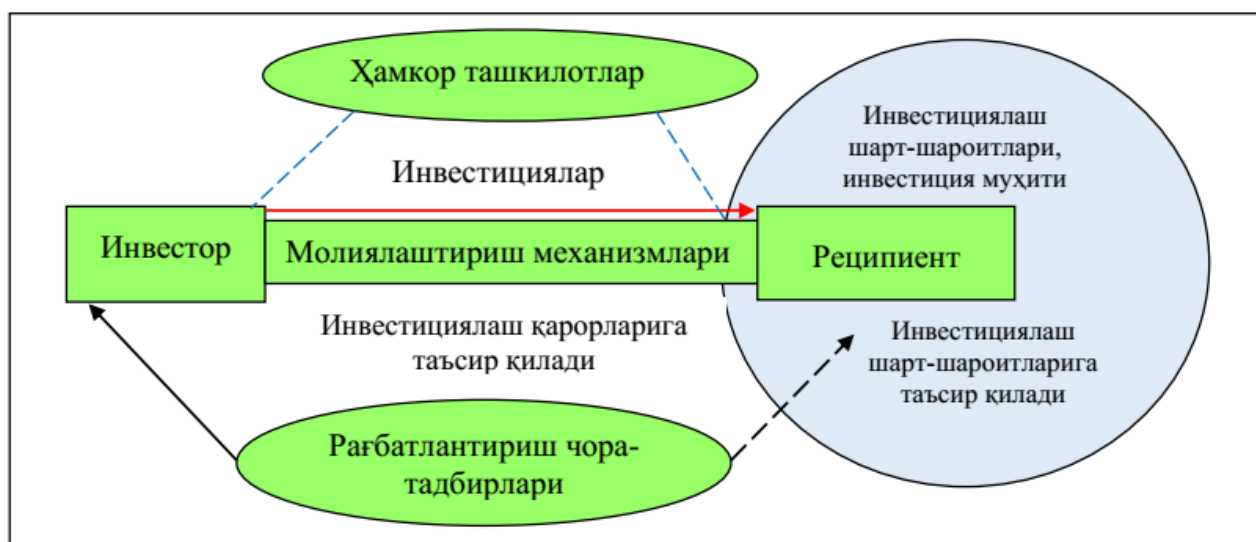 Ҳамкор ташкилотлар
Инвестициялаш
шарт-шароитлари,
инвестиция муҳити
Инвестициялар
Инвестор
Молиялаштириш механизмлари
Реципиент
Инвестициялаш қарорларига
таъсир қилади
Инвестициялаш
шарт-шароитларига
таъсир қилади
Рағбатлантириш чора-
тадбирлари